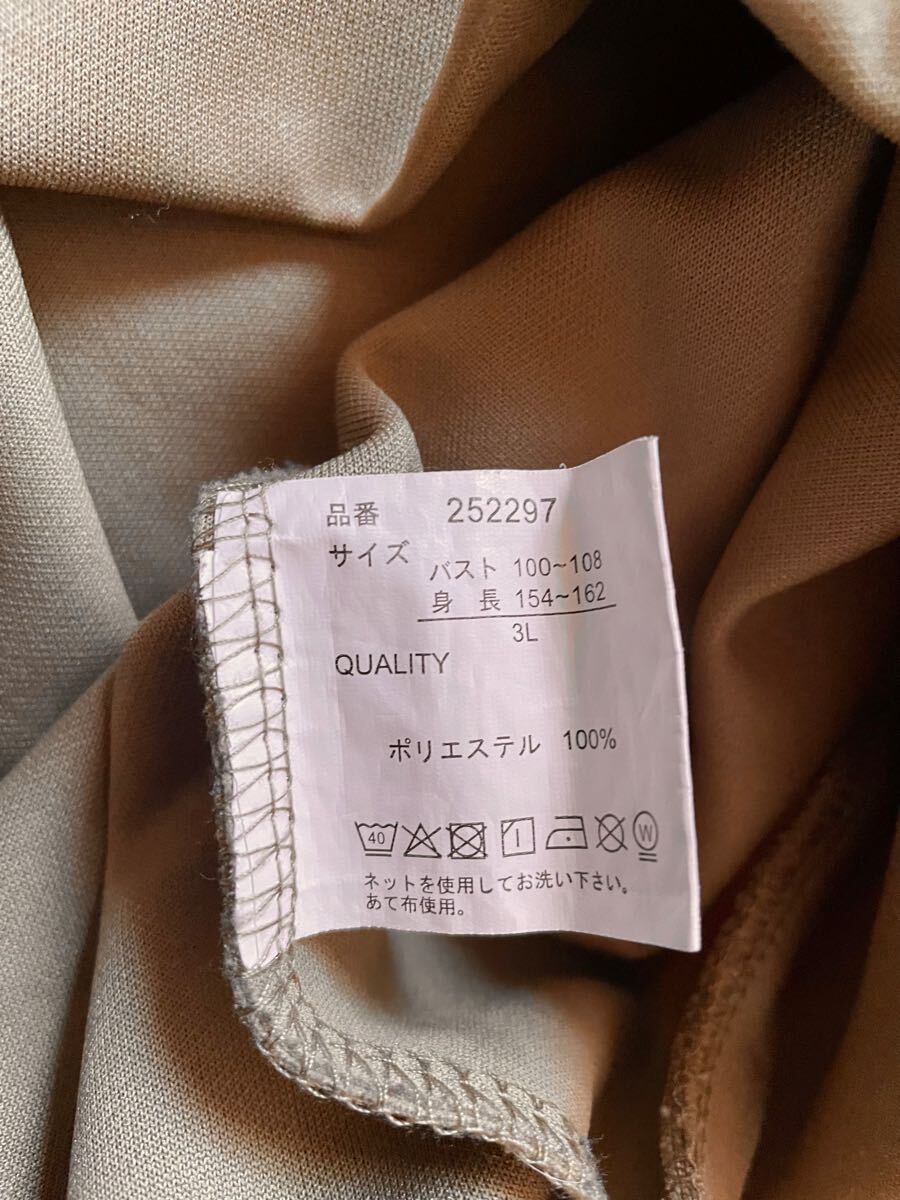 品番 252297
サイズ
バスト 100~108
身 長 154~162
3L
QUALITY
ポリエステル 100%
40 W
ネットを使用してお洗い下さい。
あて布使用。